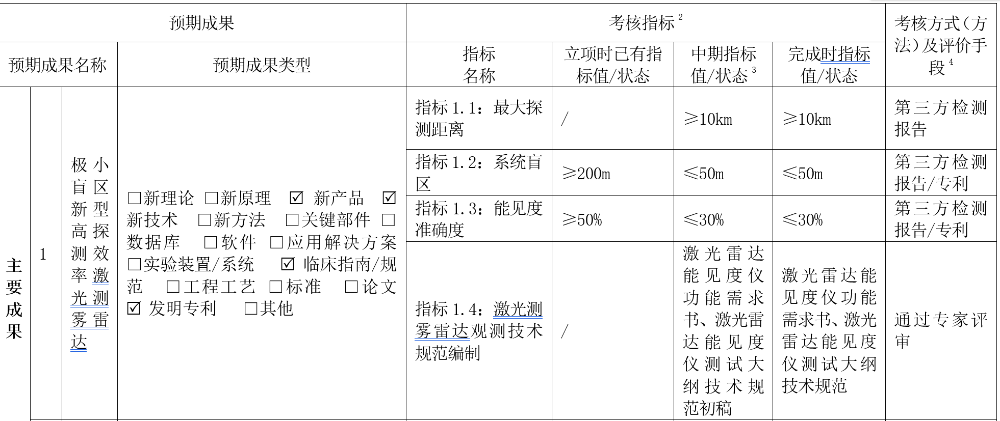 预期成果
考核指标2
考核方式（方
法）及评价手
段4
预期成果名称
预期成果类型
指标
名称
立项时已有指
标值/状态
中期指标
值/状态3
完成时指标
值/状态
主
要
成
果
1
极小
盲区
新型
高探
测效
率激
光测
雾雷
达
□新理论 □新原理 ☑ 新产品 ☑
新技术 □新方法 □关键部件 □
数据库 □软件 □应用解决方案
□实验装置/系统 ☑ 临床指南/规
范 □工程工艺 □标准 □论文
☑ 发明专利 □其他
指标 1.1：最大探
测距离
/
≥10km
≥10km
第三方检测
报告
指标 1.2：系统盲
区
≥200m
≤50m
≤50m
第三方检测
报告/专利
指标 1.3：能见度
准确度
≥50%
≤30%
≤30%
第三方检测
报告/专利
指标 1.4：激光测
雾雷达观测技术
规范编制
/
激光雷达
能见度仪
功能需求
书、激光雷
达能见度
仪测试大
纲技术规
范初稿
激光雷达能
见度仪功能
需求书、激光
雷达能见度
仪测试大纲
技术规范
通过专家评
审